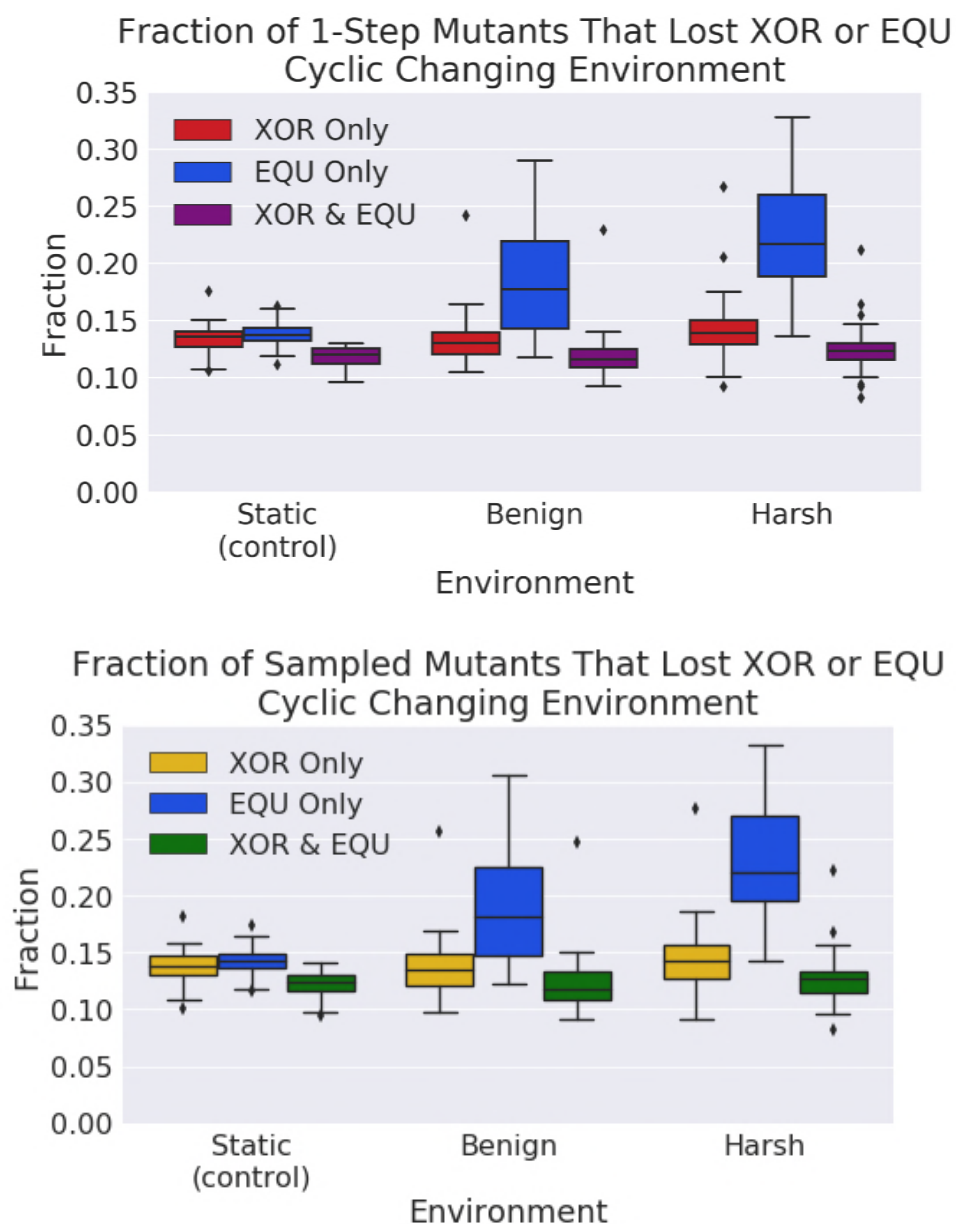 Fraction of 1-Step Mutants That Lost XOR or EQU
Cyclic Changing Environment
0.35
0.30
0.25
0.20
0.15
0.10
0.05
0.00
Fraction
XOR Only
EQU Only
XOR & EQU
Static
(control)
Benign
Harsh
Environment
Fraction of Sampled Mutants That Lost XOR or EQU
Cyclic Changing Environment
0.35
0.30
0.25
0.20
0.15
0.10
0.05
0.00
Fraction
XOR Only
EQU Only
XOR & EQU
Static
(control)
Benign
Harsh
Environment